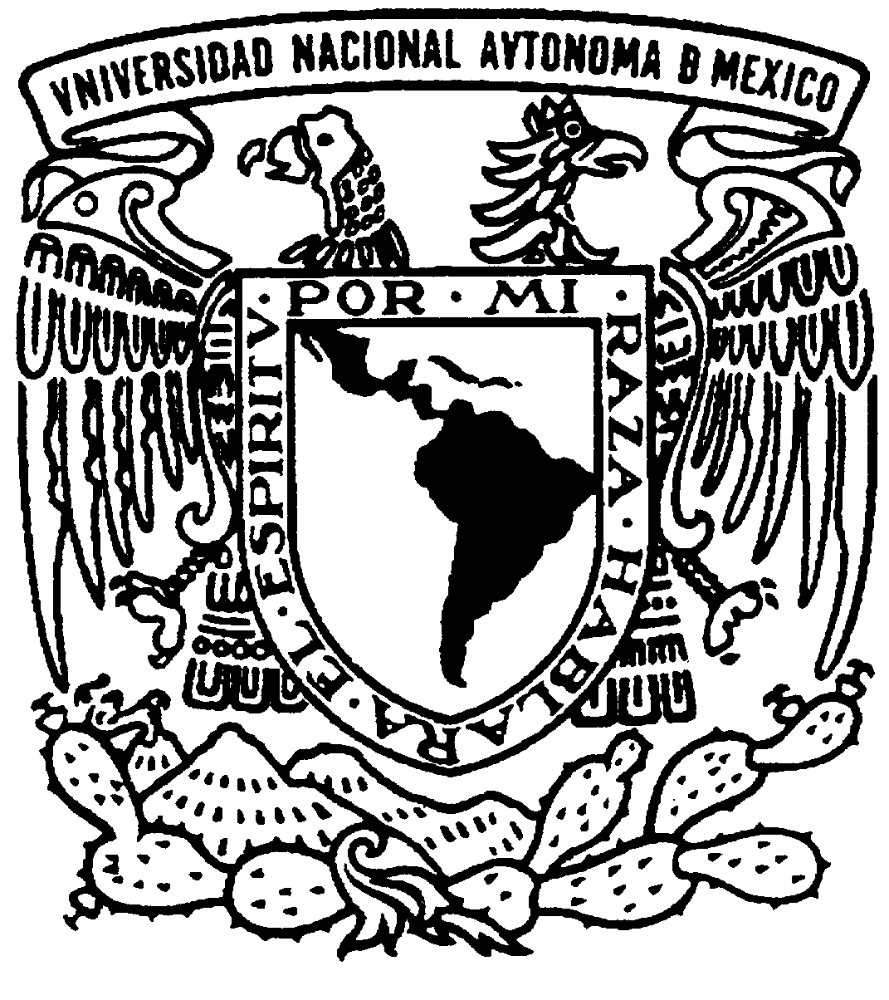 VNIVERSIDAD NACIONAL AVTONOMA D MEXICO
· POR · MI · RAZA · HABLARA · EL · ESPIRITV